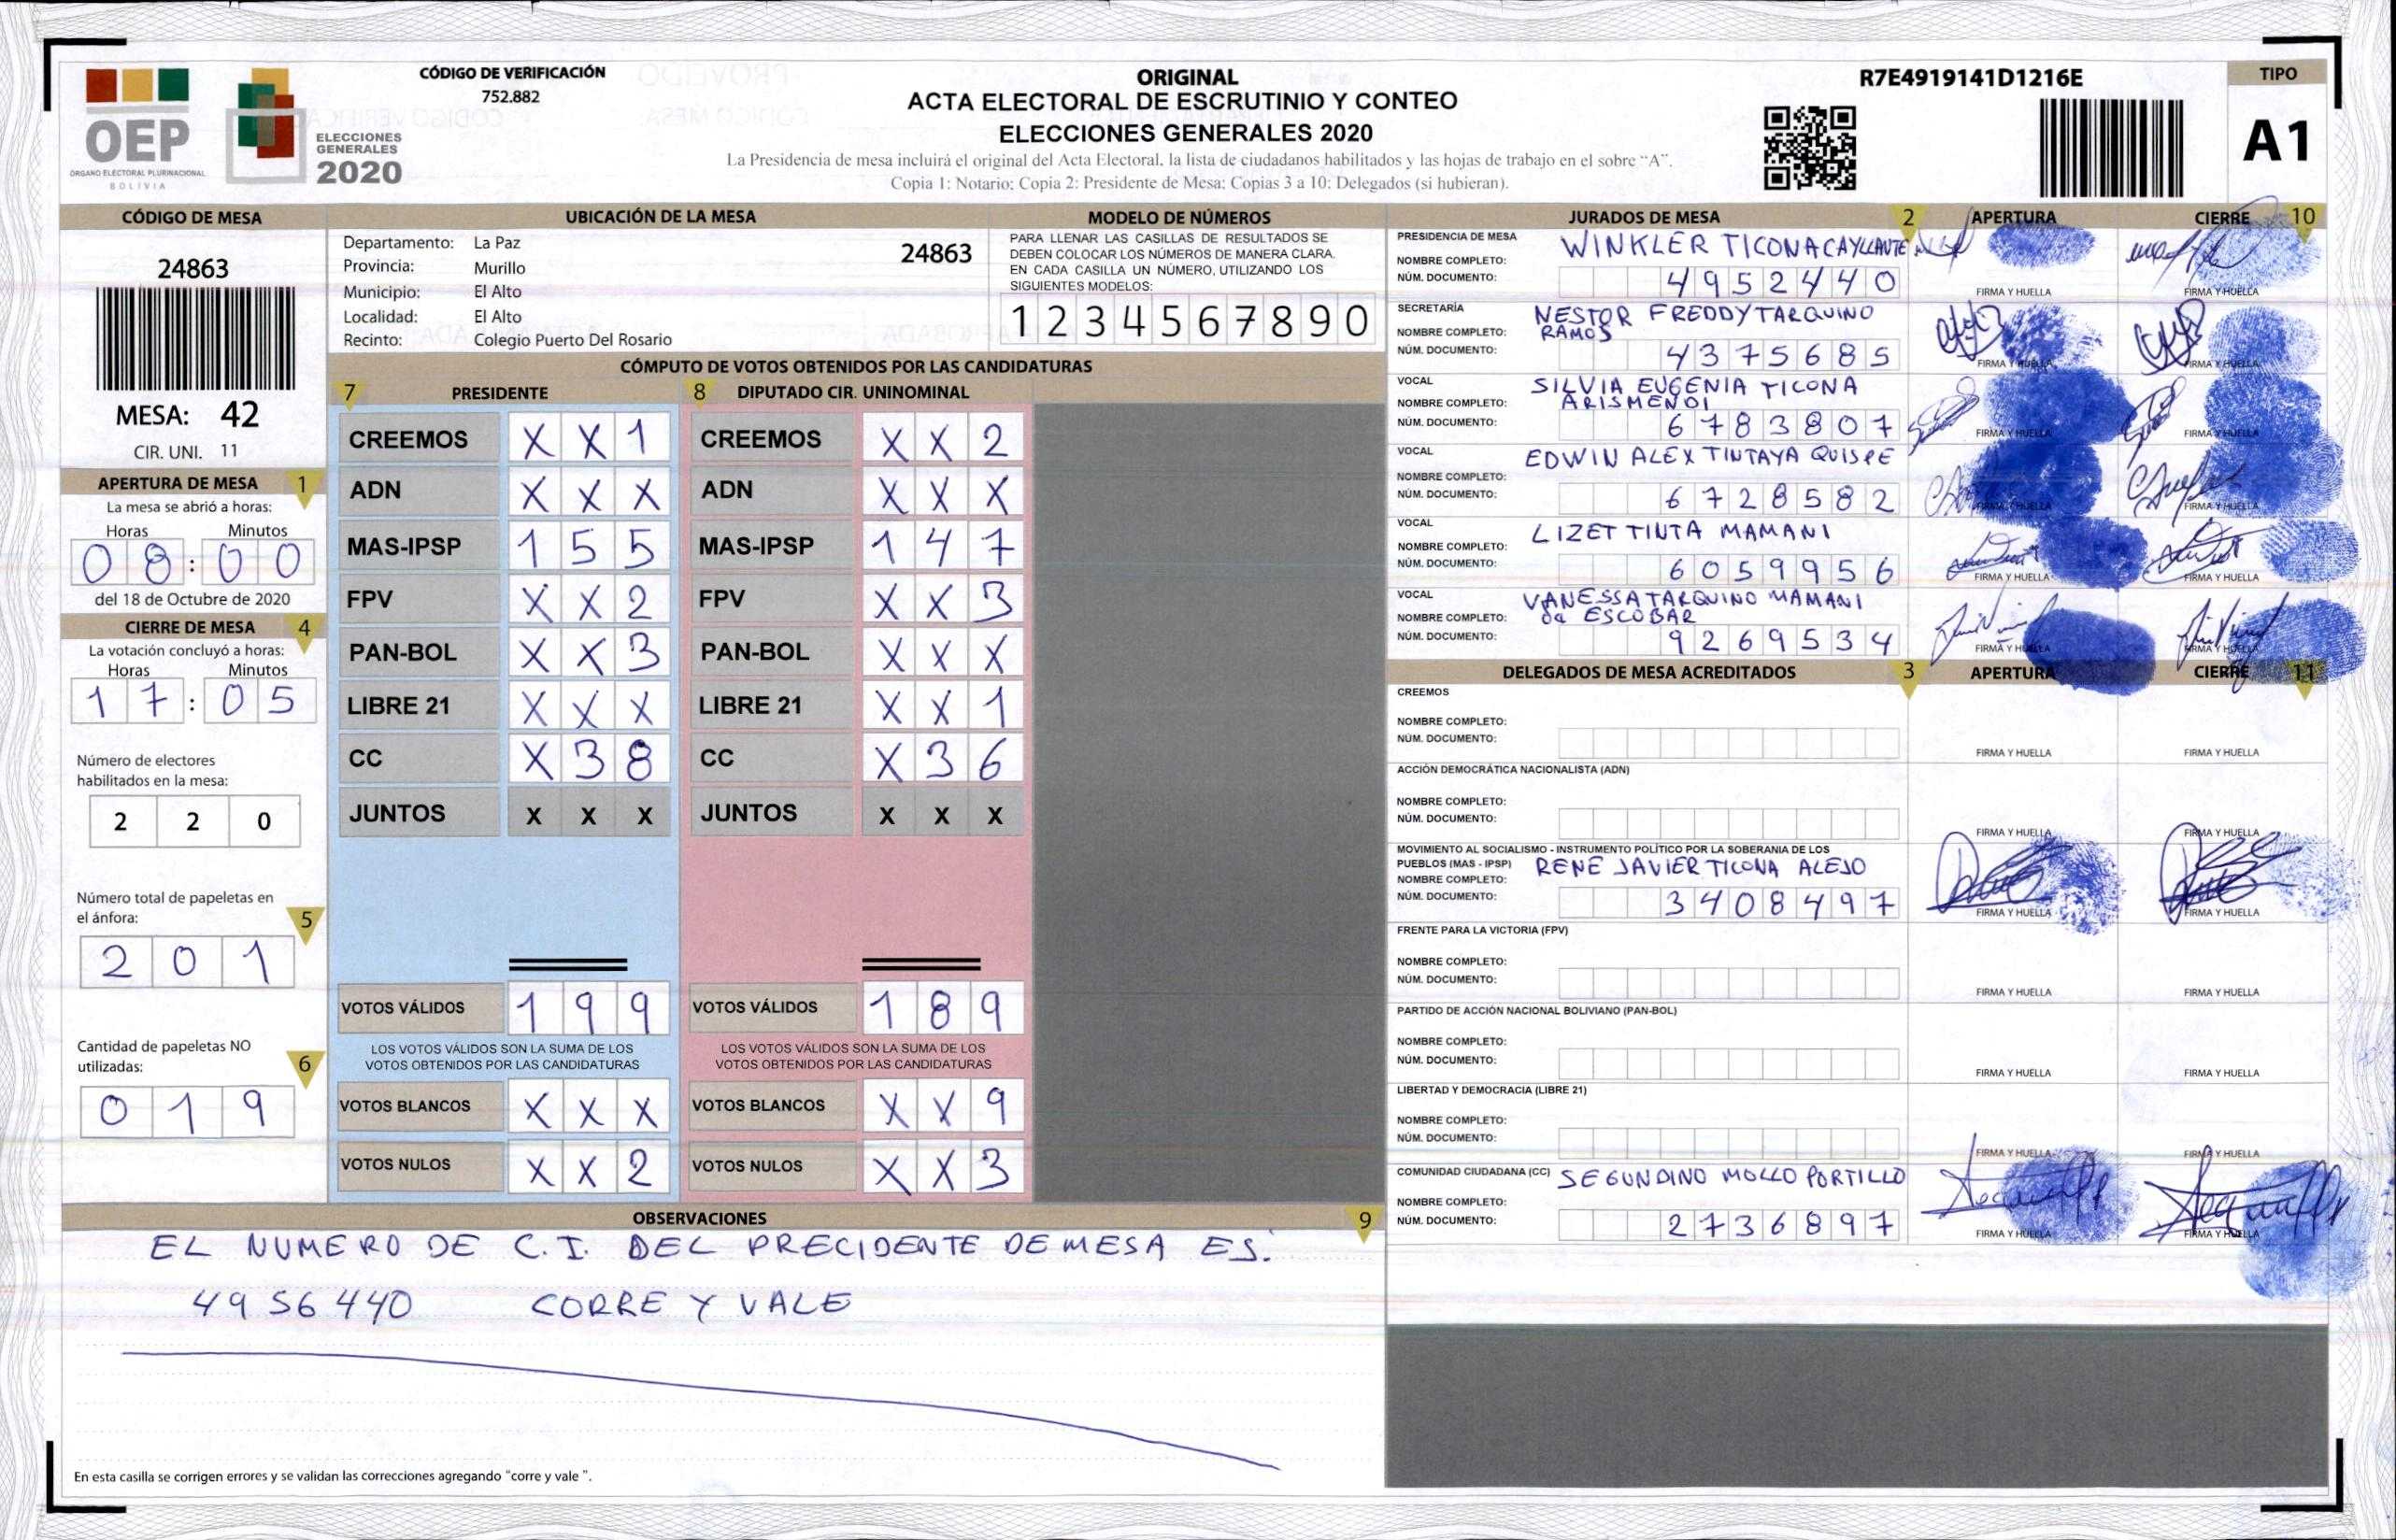 OEP
ÓRGANO ELECTORAL PLURINACIONAL
BOLIVIA
ELECCIONES
GENERALES
2020
CÓDIGO DE VERIFICACIÓN
752.882
ORIGINAL
ACTA ELECTORAL DE ESCRUTINIO Y CONTEO
ELECCIONES GENERALES 2020
La Presidencia de mesa incluirá el original del Acta Electoral, la lista de ciudadanos habilitados y las hojas de trabajo en el sobre “A”.
Copia 1: Notario; Copia 2: Presidente de Mesa; Copias 3 a 10: Delegados (si hubieran).
R7E4919141D1216E
TIPO
A1
CÓDIGO DE MESA
24863
MESA: 42
CIR. UNI. 11
APERTURA DE MESA 1
La mesa se abrió a horas:
Horas Minutos
08:00
del 18 de Octubre de 2020
CIERRE DE MESA 4
La votación concluyó a horas:
Horas Minutos
17:05
Número de electores
habilitados en la mesa:
2 2 0
Número total de papeletas en
el ánfora: 5
2 0 1
Cantidad de papeletas NO
utilizadas: 6
0 1 9
UBICACIÓN DE LA MESA
Departamento: La Paz 24863
Provincia: Murillo
Municipio: El Alto
Localidad: El Alto
Recinto: Colegio Puerto Del Rosario
MODELO DE NÚMEROS
PARA LLENAR LAS CASILLAS DE RESULTADOS SE
DEBEN COLOCAR LOS NÚMEROS DE MANERA CLARA.
EN CADA CASILLA UN NÚMERO, UTILIZANDO LOS
SIGUIENTES MODELOS:
1 2 3 4 5 6 7 8 9 0
CÓMPUTO DE VOTOS OBTENIDOS POR LAS CANDIDATURAS
7 PRESIDENTE
CREEMOS X X 1
ADN X X X
MAS-IPSP 1 5 5
FPV X X 2
PAN-BOL X X 3
LIBRE 21 X X X
CC X 3 8
JUNTOS X X X
VOTOS VÁLIDOS 1 9 9
LOS VOTOS VÁLIDOS SON LA SUMA DE LOS
VOTOS OBTENIDOS POR LAS CANDIDATURAS
VOTOS BLANCOS X X X
VOTOS NULOS X X 2
8 DIPUTADO CIR. UNINOMINAL
CREEMOS X X 2
ADN X X X
MAS-IPSP 1 4 7
FPV X X 3
PAN-BOL X X X
LIBRE 21 X X 1
CC X 3 6
JUNTOS X X X
VOTOS VÁLIDOS 1 8 9
LOS VOTOS VÁLIDOS SON LA SUMA DE LOS
VOTOS OBTENIDOS POR LAS CANDIDATURAS
VOTOS BLANCOS X X 9
VOTOS NULOS X X 3
OBSERVACIONES 9
EL NUMERO DE C.I. DEL PRECIDENTE DE MESA ES:
4956440 CORRE Y VALE
En esta casilla se corrigen errores y se validan las correcciones agregando "corre y vale ".
JURADOS DE MESA 2 APERTURA CIERRE 10
PRESIDENCIA DE MESA
NOMBRE COMPLETO: WINKLER TICONA CAYLLANTE
NÚM. DOCUMENTO: 4952440
FIRMA Y HUELLA FIRMA Y HUELLA
SECRETARÍA
NOMBRE COMPLETO: NESTOR FREDDY TARQUINO
RAMOS
NÚM. DOCUMENTO: 4375685
FIRMA Y HUELLA FIRMA Y HUELLA
VOCAL
NOMBRE COMPLETO: SILVIA EUGENIA TICONA
ARISMENDI
NÚM. DOCUMENTO: 6783807
FIRMA Y HUELLA FIRMA Y HUELLA
VOCAL
NOMBRE COMPLETO: EDWIN ALEX TINTAYA QUISPE
NÚM. DOCUMENTO: 6728582
FIRMA Y HUELLA FIRMA Y HUELLA
VOCAL
NOMBRE COMPLETO: LIZET TINTA MAMANI
NÚM. DOCUMENTO: 6059956
FIRMA Y HUELLA FIRMA Y HUELLA
VOCAL
NOMBRE COMPLETO: VANESSA TARQUINO MAMANI
de ESCOBAR
NÚM. DOCUMENTO: 9269534
FIRMA Y HUELLA FIRMA Y HUELLA
DELEGADOS DE MESA ACREDITADOS 3 APERTURA CIERRE 11
CREEMOS
NOMBRE COMPLETO:
NÚM. DOCUMENTO:
FIRMA Y HUELLA FIRMA Y HUELLA
ACCIÓN DEMOCRÁTICA NACIONALISTA (ADN)
NOMBRE COMPLETO:
NÚM. DOCUMENTO:
FIRMA Y HUELLA FIRMA Y HUELLA
MOVIMIENTO AL SOCIALISMO - INSTRUMENTO POLÍTICO POR LA SOBERANIA DE LOS
PUEBLOS (MAS - IPSP)
NOMBRE COMPLETO: RENE JAVIER TICONA ALEJO
NÚM. DOCUMENTO: 3408497
FIRMA Y HUELLA FIRMA Y HUELLA
FRENTE PARA LA VICTORIA (FPV)
NOMBRE COMPLETO:
NÚM. DOCUMENTO:
FIRMA Y HUELLA FIRMA Y HUELLA
PARTIDO DE ACCIÓN NACIONAL BOLIVIANO (PAN-BOL)
NOMBRE COMPLETO:
NÚM. DOCUMENTO:
FIRMA Y HUELLA FIRMA Y HUELLA
LIBERTAD Y DEMOCRACIA (LIBRE 21)
NOMBRE COMPLETO:
NÚM. DOCUMENTO:
FIRMA Y HUELLA FIRMA Y HUELLA
COMUNIDAD CIUDADANA (CC) SEGUNDINO MOLLO PORTILLO
NOMBRE COMPLETO:
NÚM. DOCUMENTO: 2736897
FIRMA Y HUELLA FIRMA Y HUELLA